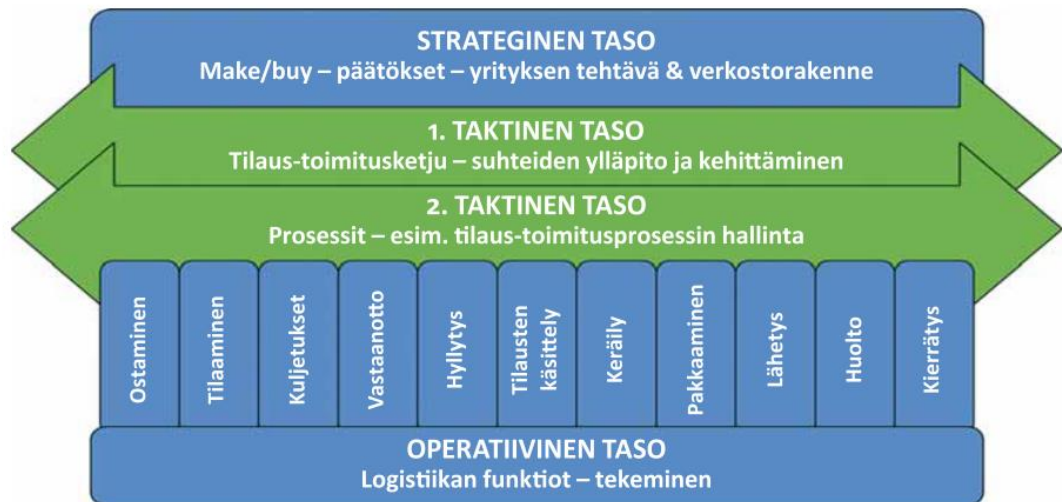 STRATEGINEN TASO
Make/buy – päätökset – yrityksen tehtävä & verkostorakenne
1. TAKTINEN TASO
Tilaus-toimitusketju – suhteiden ylläpito ja kehittäminen
2. TAKTINEN TASO
Prosessit – esim. tilaus-toimitusprosessin hallinta
Ostaminen
Tilaaminen
Kuljetukset
Vastaanotto
Hyllytys
Tilausten
käsittely
Keräily
Pakkaaminen
Lähetys
Huolto
Kierrätys
OPERATIIVINEN TASO
Logistiikan funktiot – tekeminen